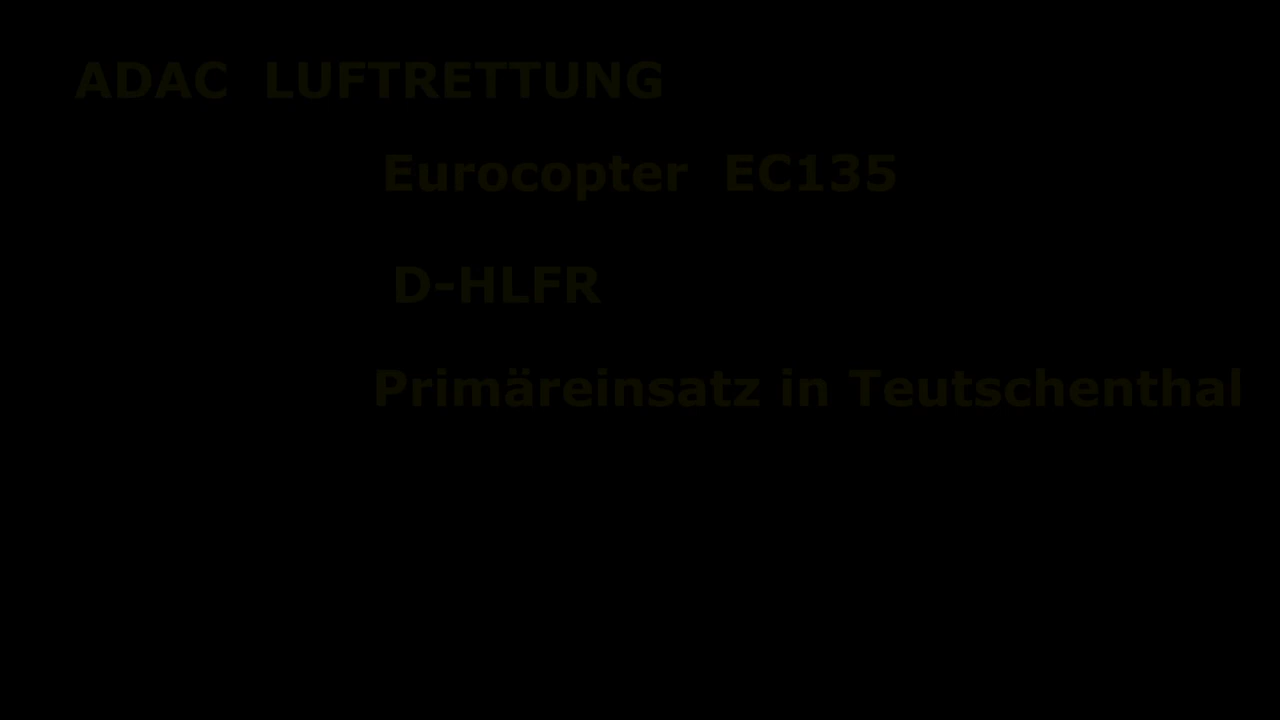 ADAC  LUFTRETTUNG
Eurocopter  EC135
D-HLFR
Primäreinsatz in Teutschenthal